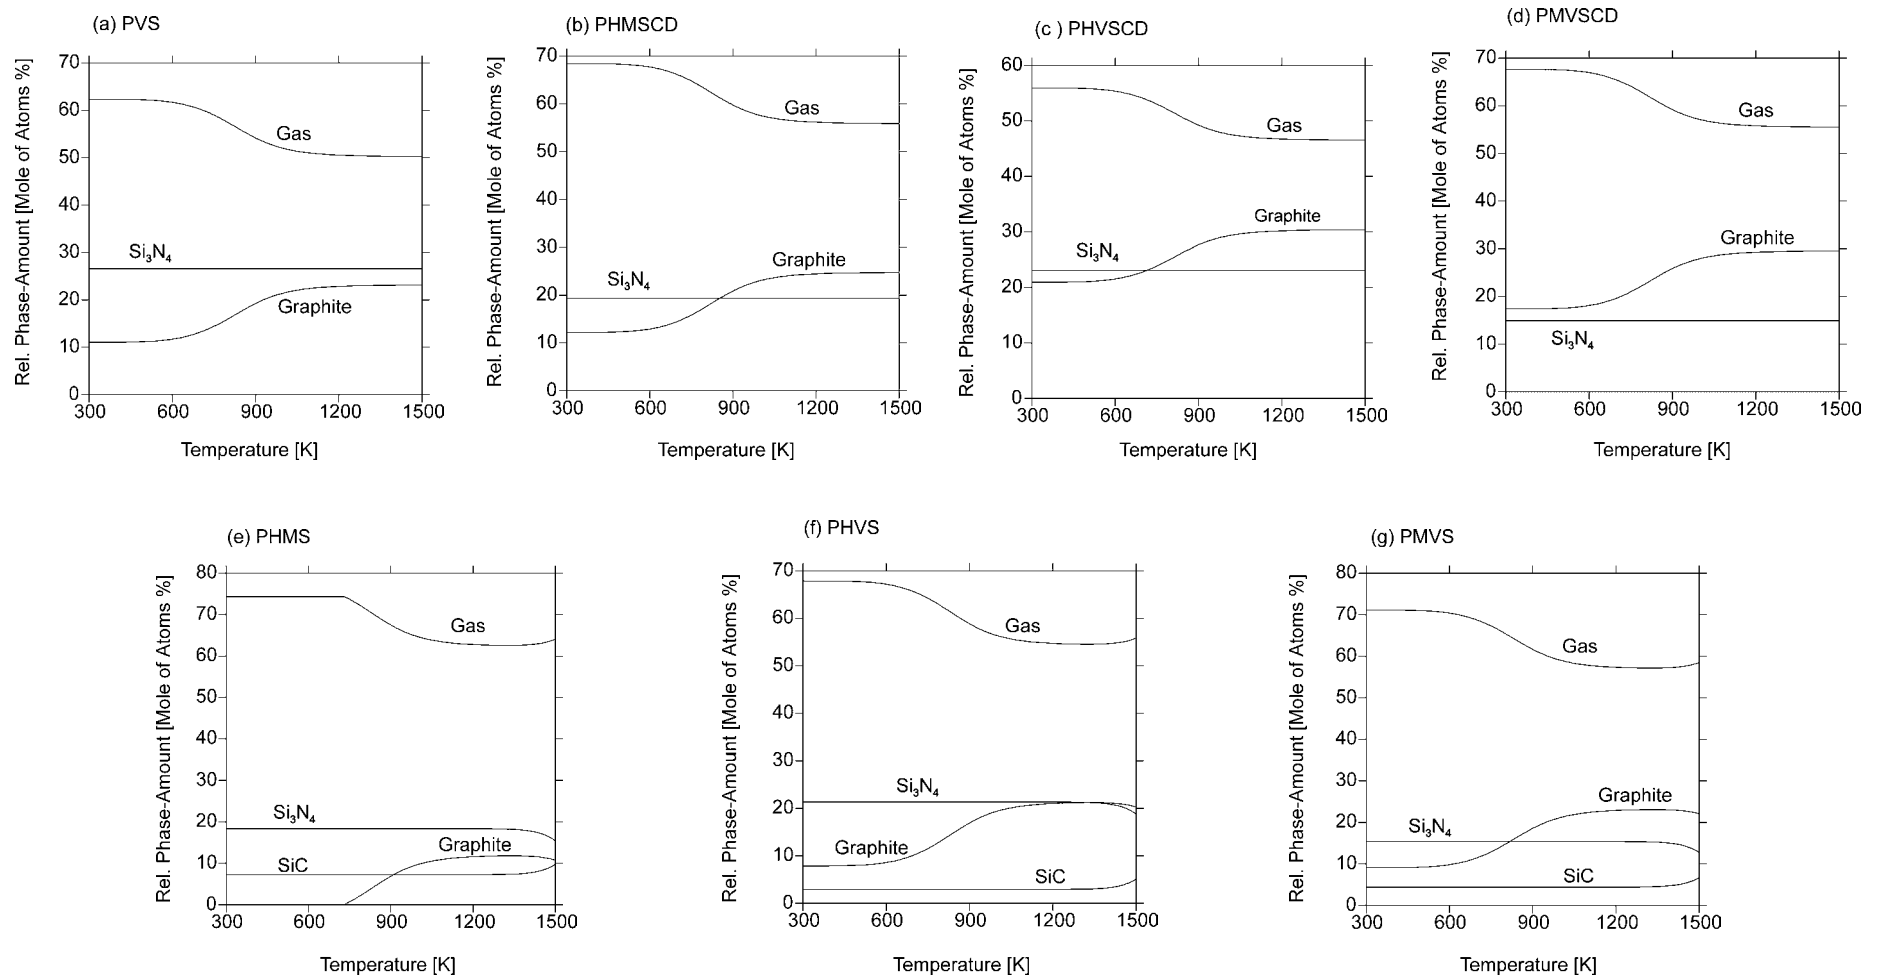 (a) PVS
Rel. Phase-Amount [Mole of Atoms %]
70
60
50
40
30
20
10
0
Gas
Si3N4
Graphite
300 600 900 1200 1500
Temperature [K]
(b) PHMSCD
Rel. Phase-Amount [Mole of Atoms %]
70
60
50
40
30
20
10
0
Gas
Graphite
Si3N4
300 600 900 1200 1500
Temperature [K]
(c ) PHVSCD
Rel. Phase-Amount [Mole of Atoms %]
60
50
40
30
20
10
0
Gas
Graphite
Si3N4
300 600 900 1200 1500
Temperature [K]
(d) PMVSCD
Rel. Phase-Amount [Mole of Atoms %]
70
60
50
40
30
20
10
0
Gas
Graphite
Si3N4
300 600 900 1200 1500
Temperature [K]
(e) PHMS
Rel. Phase-Amount [Mole of Atoms %]
80
70
60
50
40
30
20
10
0
Gas
Si3N4
Graphite
SiC
300 600 900 1200 1500
Temperature [K]
(f) PHVS
Rel. Phase-Amount [Mole of Atoms %]
70
60
50
40
30
20
10
0
Gas
Si3N4
Graphite
SiC
300 600 900 1200 1500
Temperature [K]
(g) PMVS
Rel. Phase-Amount [Mole of Atoms %]
80
70
60
50
40
30
20
10
0
Gas
Graphite
Si3N4
SiC
300 600 900 1200 1500
Temperature [K]